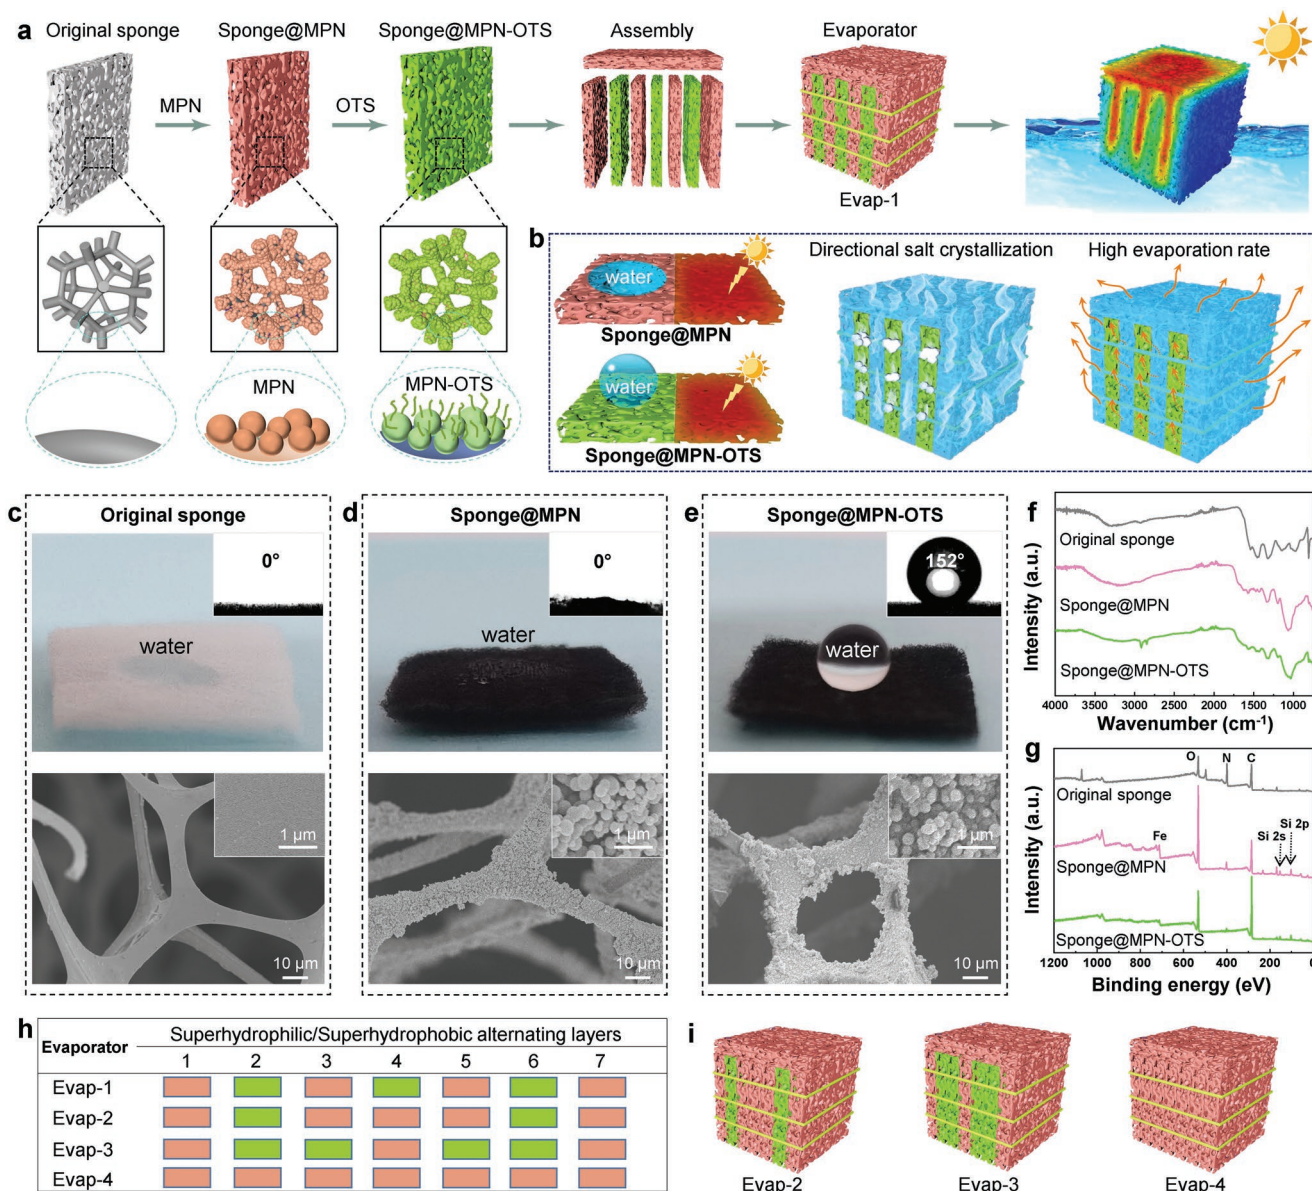 a
Original sponge
Sponge@MPN
Sponge@MPN-OTS
Assembly
Evaporator
MPN
OTS
Evap-1
MPN
MPN-OTS
b
water
Sponge@MPN
water
Sponge@MPN-OTS
Directional salt crystallization
High evaporation rate
c
Original sponge
0°
water
1 µm
10 µm
d
Sponge@MPN
0°
water
1 µm
10 µm
e
Sponge@MPN-OTS
152°
water
1 µm
10 µm
f
Intensity (a.u.)
Original sponge
Sponge@MPN
Sponge@MPN-OTS
4000 3500 3000 2500 2000 1500 1000
Wavenumber (cm-1)
g
Intensity (a.u.)
O N C
Original sponge
Fe
Si 2s
Si 2p
Sponge@MPN
Sponge@MPN-OTS
1200 1000 800 600 400 200 0
Binding energy (eV)
h
Evaporator
Superhydrophilic/Superhydrophobic alternating layers
1 2 3 4 5 6 7
Evap-1
Evap-2
Evap-3
Evap-4
i
Evap-2
Evap-3
Evap-4